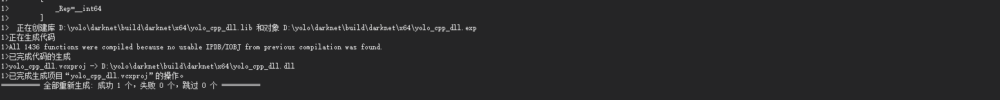 1>        [
1>            _Rep=__int64
1>        ]
1>  正在创建库 D:\yolo\darknet\build\darknet\x64\yolo_cpp_dll.lib 和对象 D:\yolo\darknet\build\darknet\x64\yolo_cpp_dll.exp
1>正在生成代码
1>All 1436 functions were compiled because no usable IPDB/IOBJ from previous compilation was found.
1>已完成代码的生成
1>yolo_cpp_dll.vcxproj -> D:\yolo\darknet\build\darknet\x64\yolo_cpp_dll.dll
1>已完成生成项目“yolo_cpp_dll.vcxproj”的操作。
========== 全部重新生成: 成功 1 个，失败 0 个，跳过 0 个 ==========